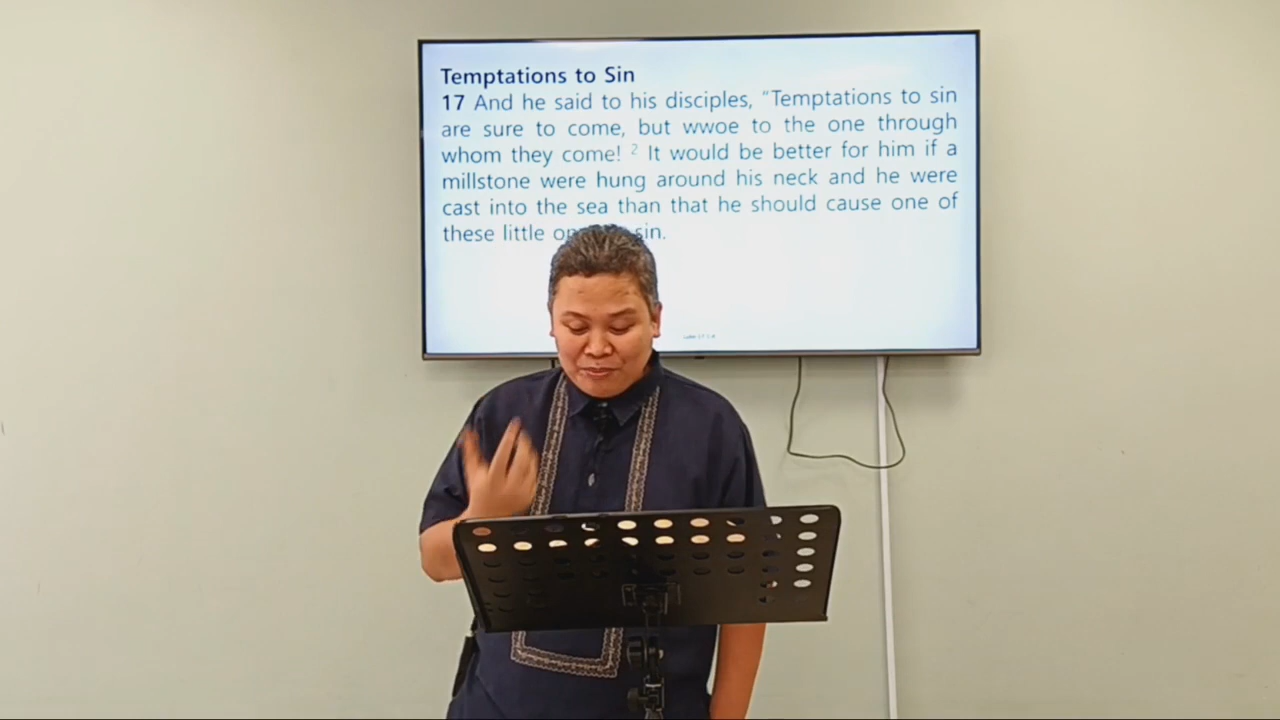 Temptations to Sin
17 And he said to his disciples, “Temptations to sin
are sure to come, but wwoe to the one through
whom they come! ² It would be better for him if a
millstone were hung around his neck and he were
cast into the sea than that he should cause one of
these little sin.